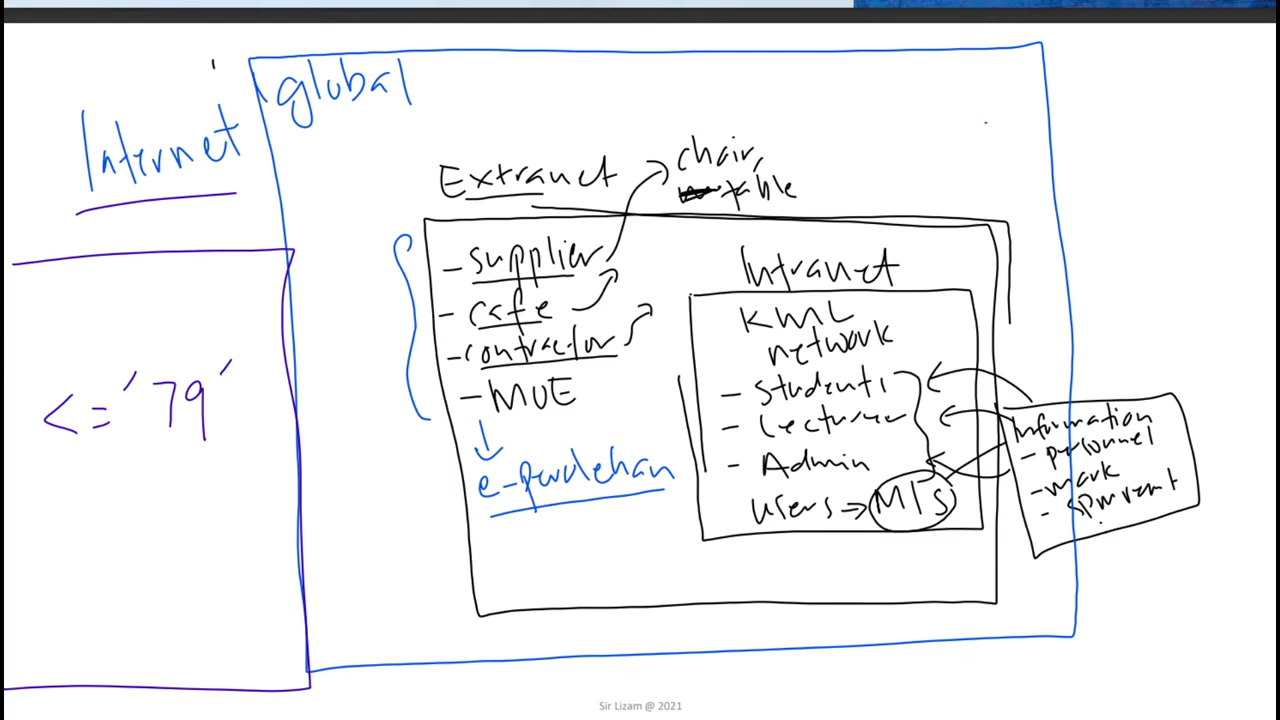 Internet
global
Extranet
chair,
table
- supplier
- cafe
- contractor
- MOE
e-perolehan
Intranet
KML
network
- Students
- Lecturer
- Admin
users => MIS
Information
- personnel
- mark
<= '79'
Sir Lizam @ 2021